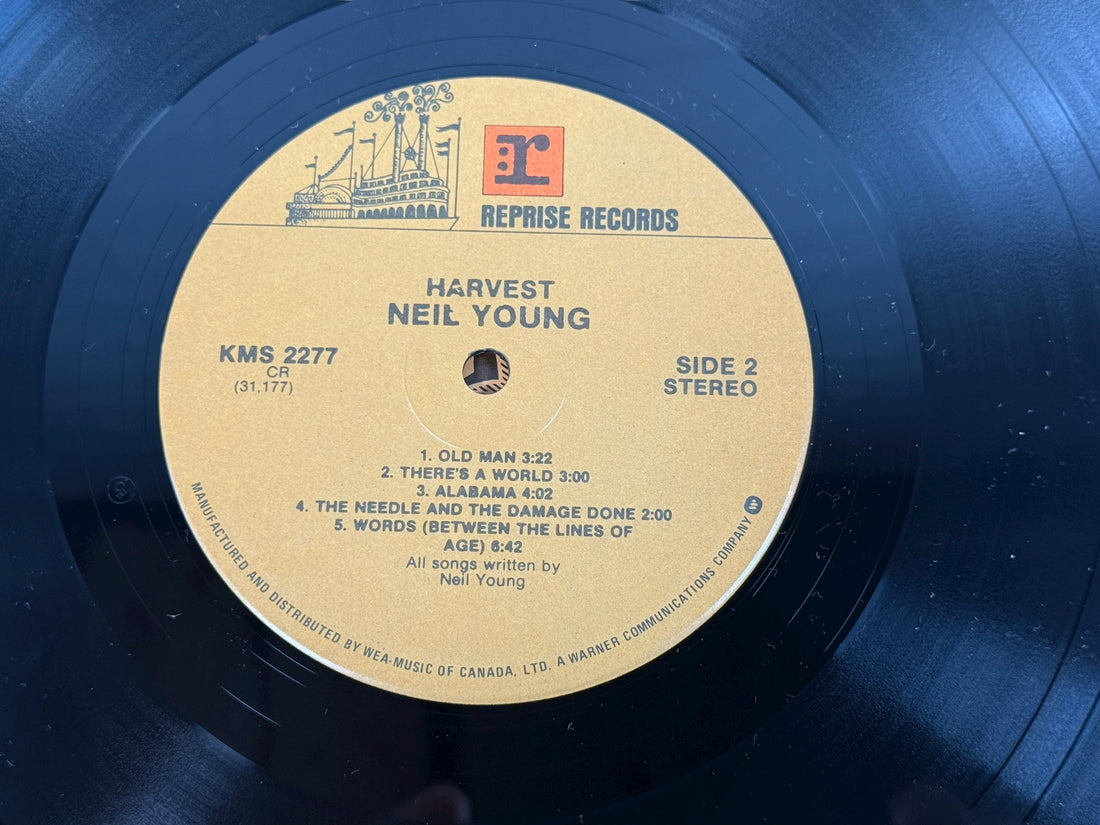 r
REPRISE RECORDS
HARVEST
NEIL YOUNG
KMS 2277
CR
(31,177)
SIDE 2
STEREO
1. OLD MAN 3:22
2. THERE'S A WORLD 3:00
3. ALABAMA 4:02
4. THE NEEDLE AND THE DAMAGE DONE 2:00
5. WORDS (BETWEEN THE LINES OF
AGE) 6:42
All songs written by
Neil Young
MANUFACTURED AND DISTRIBUTED BY WEA-MUSIC OF CANADA, LTD. A WARNER COMMUNICATIONS COMPANY